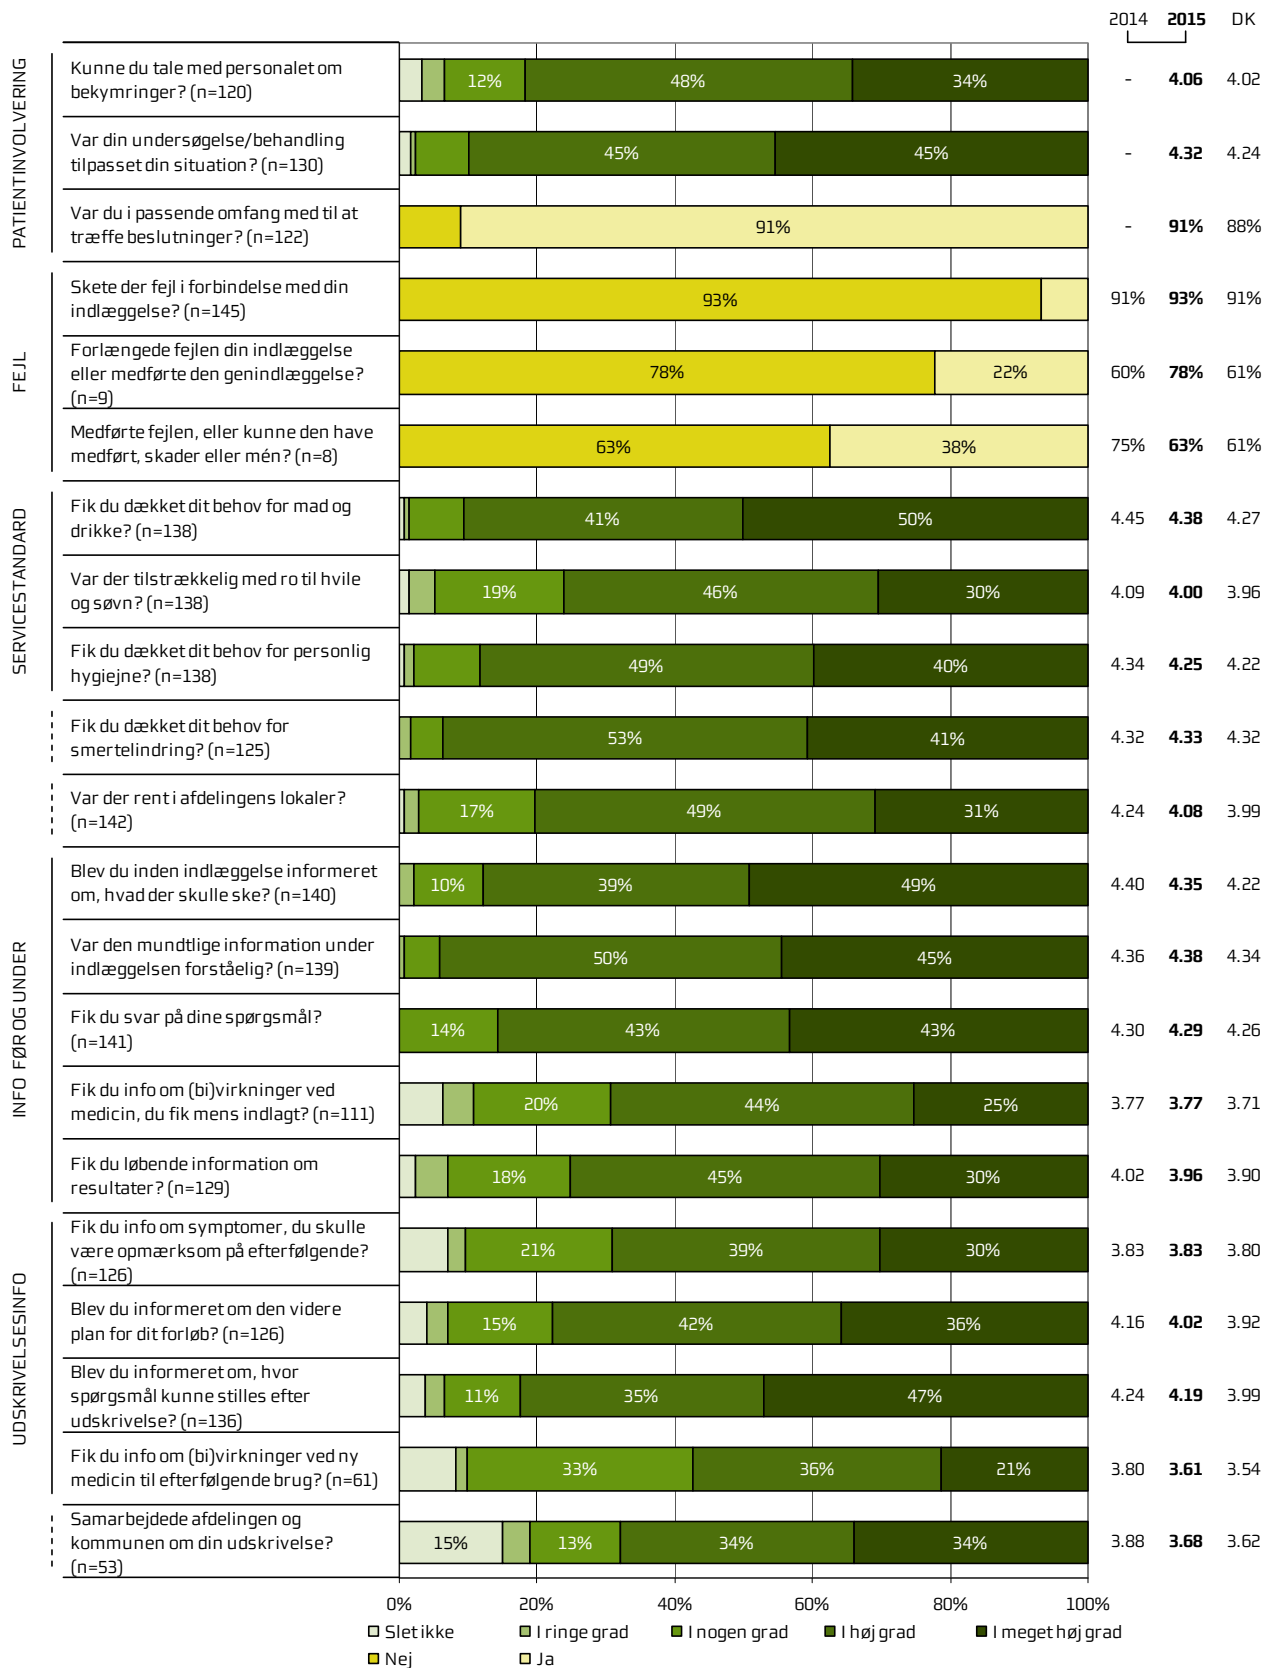 2014 2015 DK
PATIENTINVOLVERING
Kunne du tale med personalet om
bekymringer? (n=120)
12% 48% 34% - 4.06 4.02
Var din undersøgelse/behandling
tilpasset din situation? (n=130)
45% 45% - 4.32 4.24
Var du i passende omfang med til at
træffe beslutninger? (n=122)
91% - 91% 88%
FEJL
Skete der fejl i forbindelse med din
indlæggelse? (n=145)
93% 91% 93% 91%
Forlængede fejlen din indlæggelse
eller medførte den genindlæggelse?
(n=9)
78% 22% 60% 78% 61%
Medførte fejlen, eller kunne den have
medført, skader eller mén? (n=8)
63% 38% 75% 63% 61%
SERVICESTANDARD
Fik du dækket dit behov for mad og
drikke? (n=138)
41% 50% 4.45 4.38 4.27
Var der tilstrækkelig med ro til hvile
og søvn? (n=138)
19% 46% 30% 4.09 4.00 3.96
Fik du dækket dit behov for personlig
hygiejne? (n=138)
49% 40% 4.34 4.25 4.22
Fik du dækket dit behov for
smertelindring? (n=125)
53% 41% 4.32 4.33 4.32
Var der rent i afdelingens lokaler?
(n=142)
17% 49% 31% 4.24 4.08 3.99
INFO FØR OG UNDER
Blev du inden indlæggelse informeret
om, hvad der skulle ske? (n=140)
10% 39% 49% 4.40 4.35 4.22
Var den mundtlige information under
indlæggelsen forståelig? (n=139)
50% 45% 4.36 4.38 4.34
Fik du svar på dine spørgsmål?
(n=141)
14% 43% 43% 4.30 4.29 4.26
Fik du info om (bi)virkninger ved
medicin, du fik mens indlagt? (n=111)
20% 44% 25% 3.77 3.77 3.71
Fik du løbende information om
resultater? (n=129)
18% 45% 30% 4.02 3.96 3.90
UDSKRIVELSESINFO
Fik du info om symptomer, du skulle
være opmærksom på efterfølgende?
(n=126)
21% 39% 30% 3.83 3.83 3.80
Blev du informeret om den videre
plan for dit forløb? (n=126)
15% 42% 36% 4.16 4.02 3.92
Blev du informeret om, hvor
spørgsmål kunne stilles efter
udskrivelse? (n=136)
11% 35% 47% 4.24 4.19 3.99
Fik du info om (bi)virkninger ved ny
medicin til efterfølgende brug? (n=61)
33% 36% 21% 3.80 3.61 3.54
Samarbejdede afdelingen og
kommunen om din udskrivelse?
(n=53)
15% 13% 34% 34% 3.88 3.68 3.62
0% 20% 40% 60% 80% 100%
Slet ikke I ringe grad I nogen grad I høj grad I meget høj grad
Nej Ja